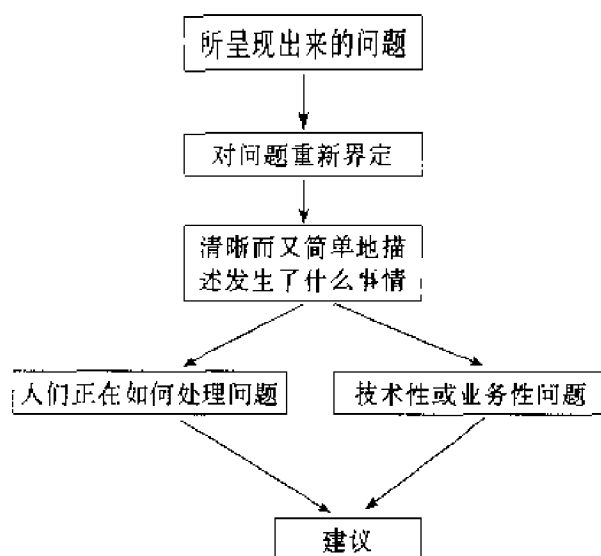 所呈现出来的问题
对问题重新界定
清晰而又简单地描
述发生了什么事情
人们正在如何处理问题
技术性或业务性问题
建议